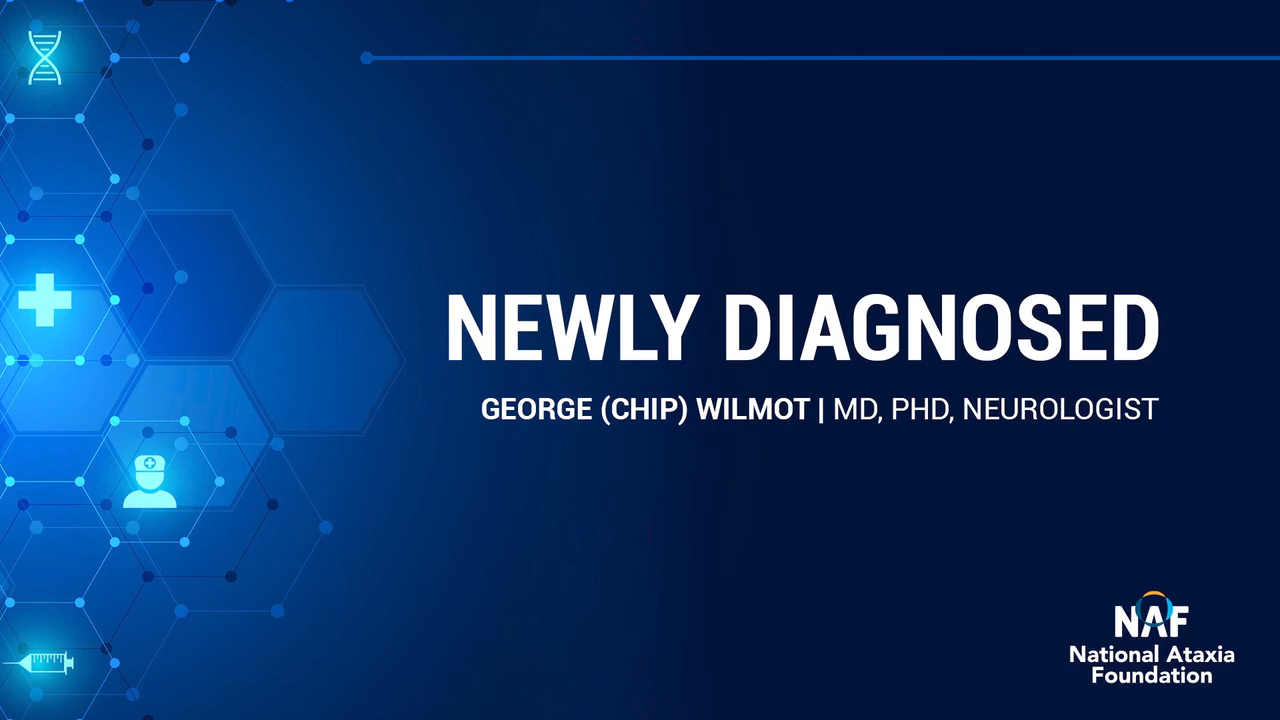 NEWLY DIAGNOSED
GEORGE (CHIP) WILMOT | MD, PHD, NEUROLOGIST
NAF
National Ataxia
Foundation